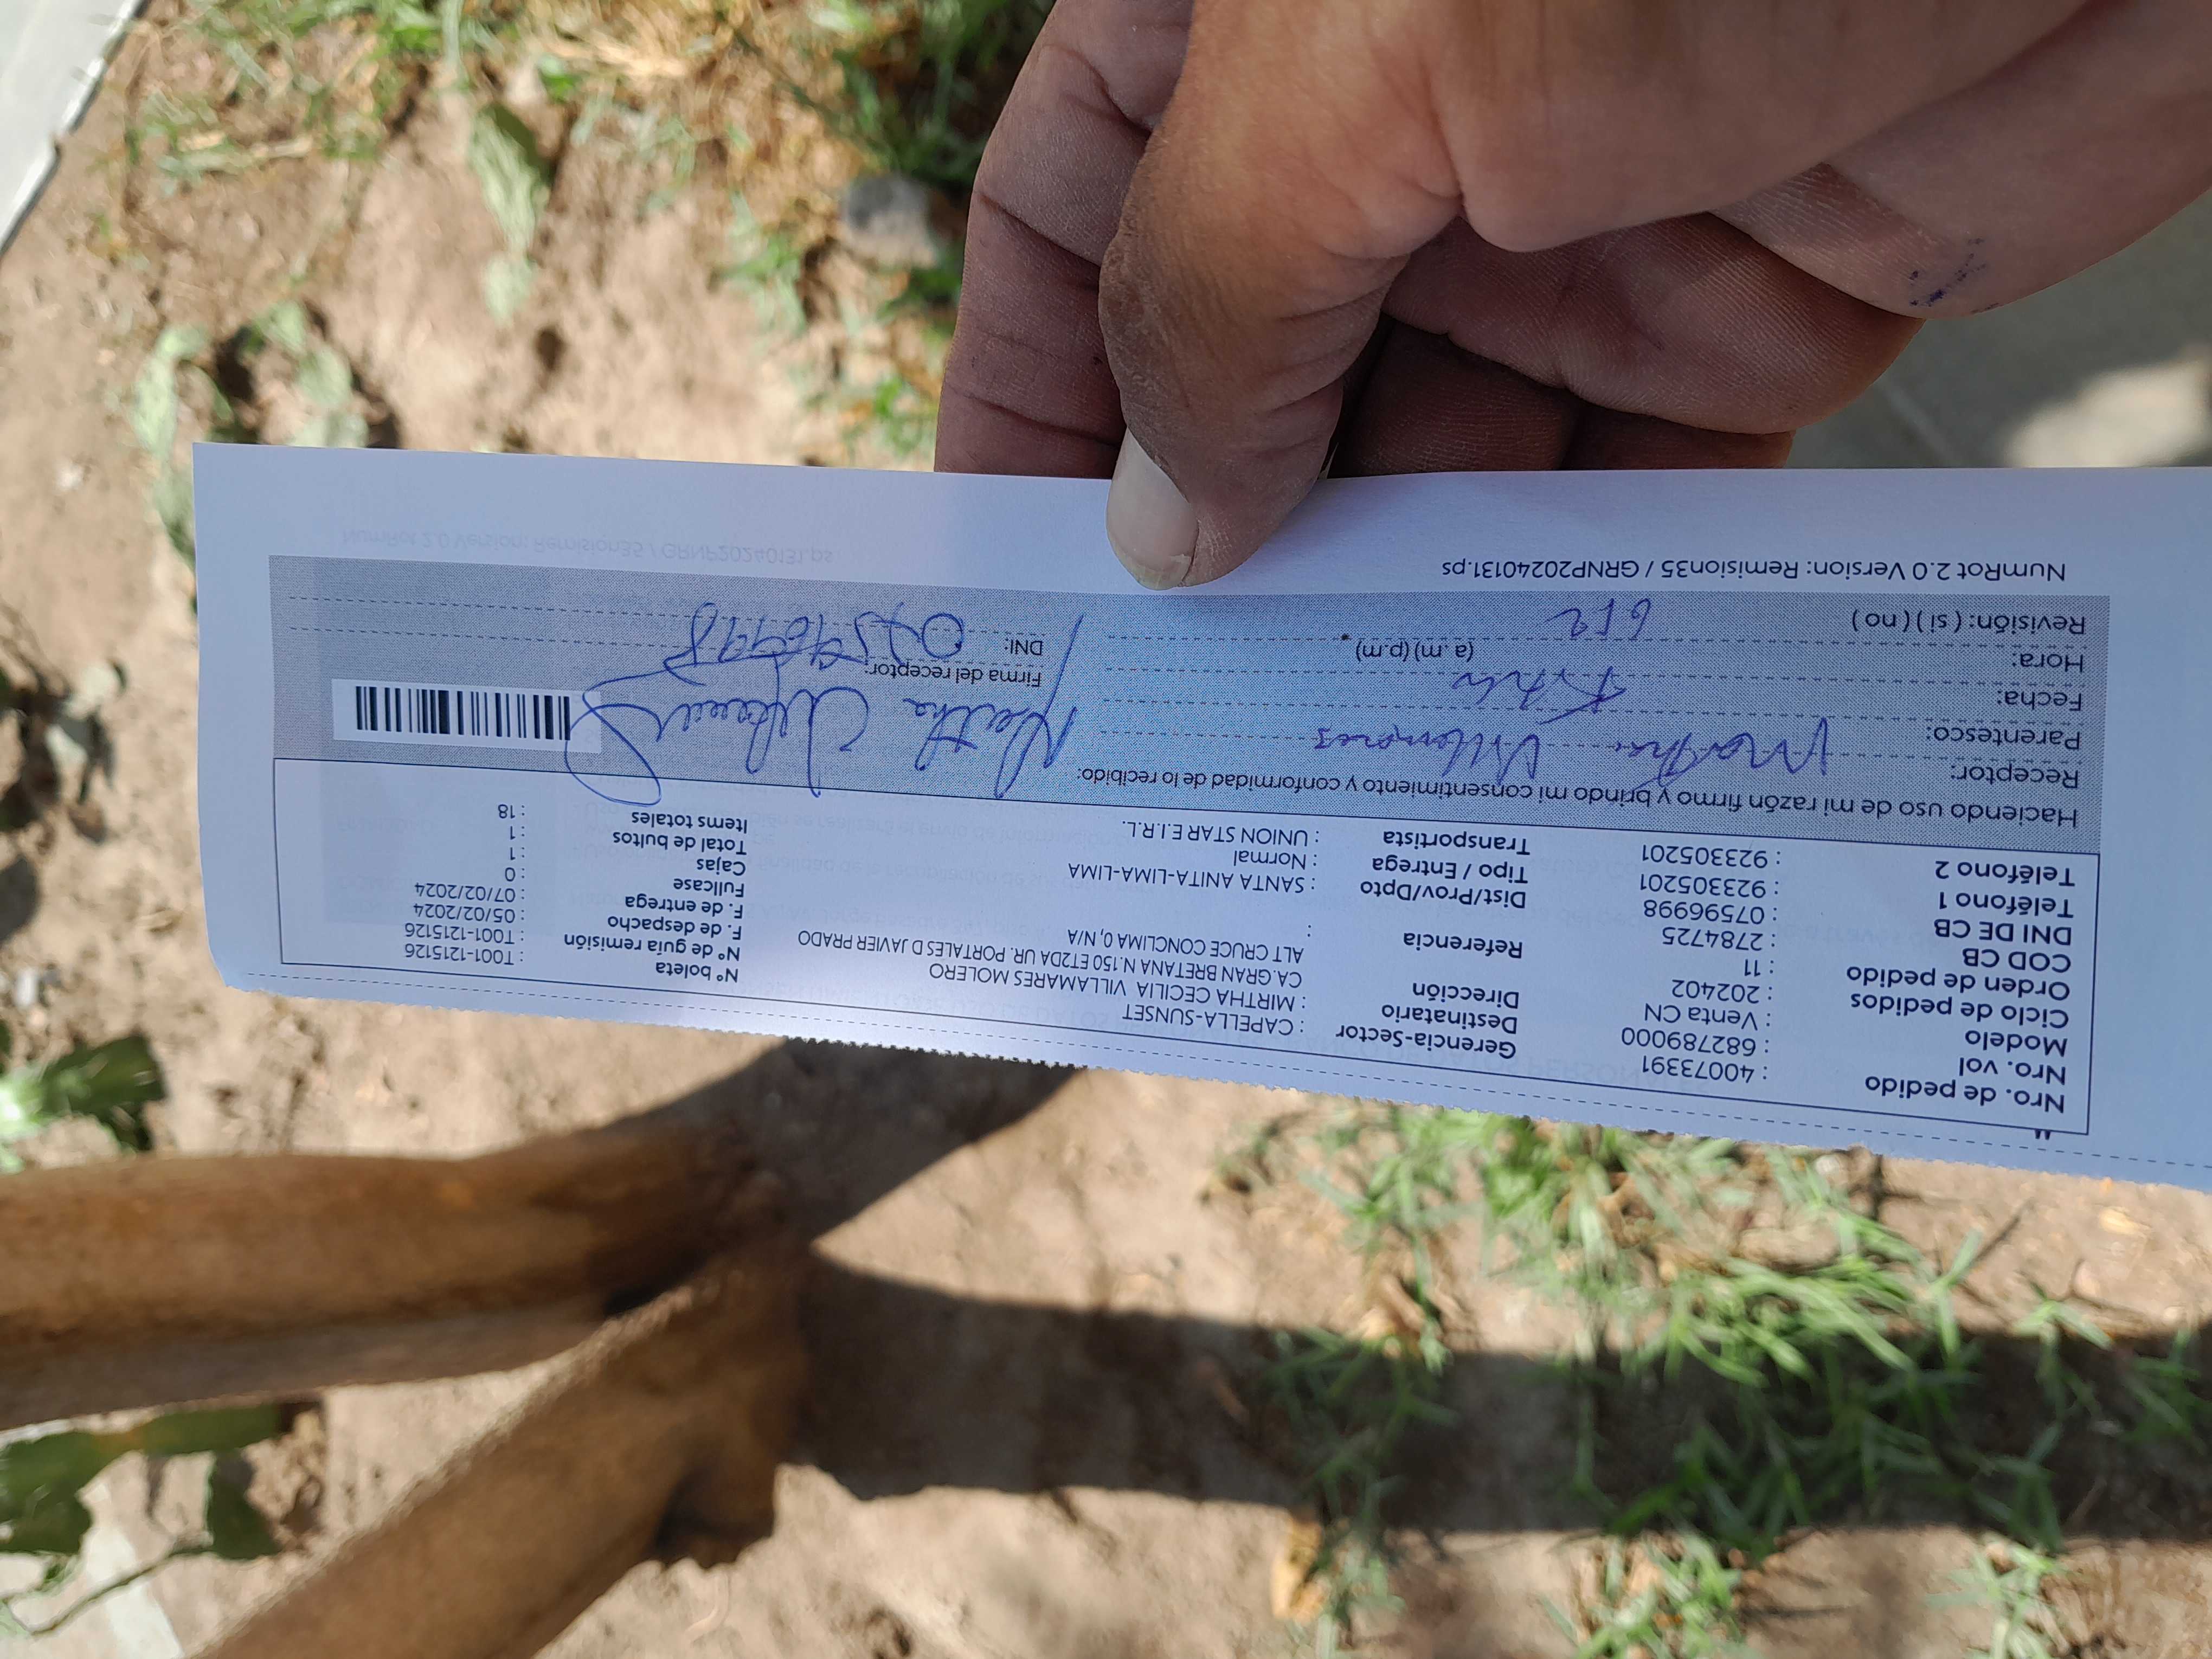 Nro. de pedido : 40073391
Nro. vol : 682789000
Modelo : Venta CN
Ciclo de pedidos : 202402
Orden de pedido : 11
COD CB : 2784725
DNI DE CB : 07596998
Teléfono 1 : 923305201
Teléfono 2 : 923305201
Gerencia-Sector : CAPELLA-SUNSET
Destinatario : MIRTHA CECILIA VILLAMARES MOLERO
Dirección CA.GRAN BRETANA N.150 ET2DA UR. PORTALES D JAVIER PRADO
ALT CRUCE CONCLIMA 0, N/A
Referencia :
Dist/Prov/Dpto : SANTA ANITA-LIMA-LIMA
Tipo / Entrega : Normal
Transportista : UNION STAR E.I.R.L.
N° boleta : T001-1215126
N° de guía remisión : T001-1215126
F. de despacho : 05/02/2024
F. de entrega : 07/02/2024
Fullcase : 0
Cajas : 1
Total de bultos : 1
Items totales : 18
Haciendo uso de mi razón firmo y brindo mi consentimiento y conformidad de lo recibido:
Receptor:
Parentesco:
Fecha:
Hora: (a.m) (p.m)
Revisión: ( si ) ( no )
Firma del receptor:
DNI:
NumRot 2.0 Version: Remision35 / GRNP20240131.ps